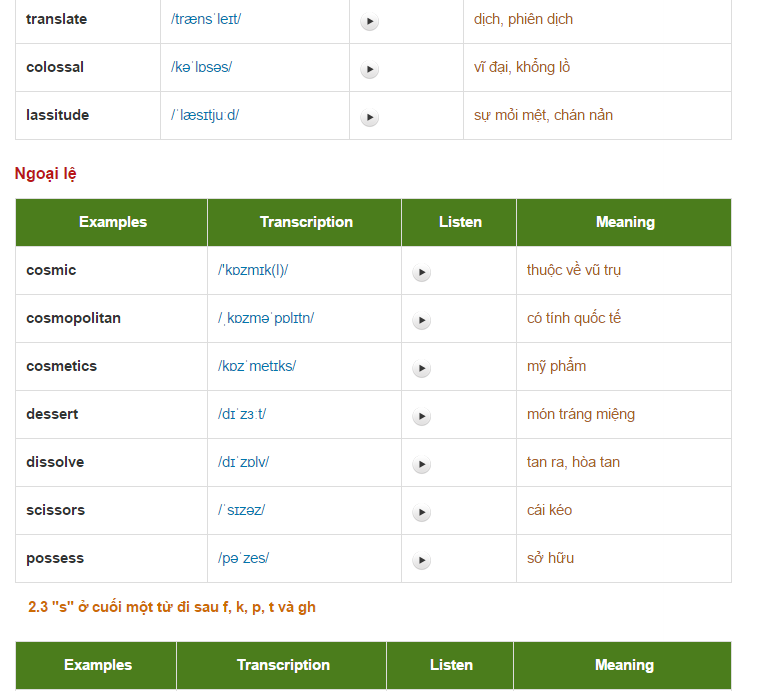 translate /trænsˈleɪt/ dịch, phiên dịch
colossal /kəˈlɒsəs/ vĩ đại, khổng lồ
lassitude /ˈlæsɪtjuːd/ sự mỏi mệt, chán nản
Ngoại lệ
Examples Transcription Listen Meaning
cosmic /'kɒzmɪk(l)/ thuộc về vũ trụ
cosmopolitan /ˌkɒzməˈpɒlɪtn/ có tính quốc tế
cosmetics /kɒzˈmetɪks/ mỹ phẩm
dessert /dɪˈzɜːt/ món tráng miệng
dissolve /dɪˈzɒlv/ tan ra, hòa tan
scissors /ˈsɪzəz/ cái kéo
possess /pəˈzes/ sở hữu
2.3 "s" ở cuối một từ đi sau f, k, p, t và gh
Examples Transcription Listen Meaning